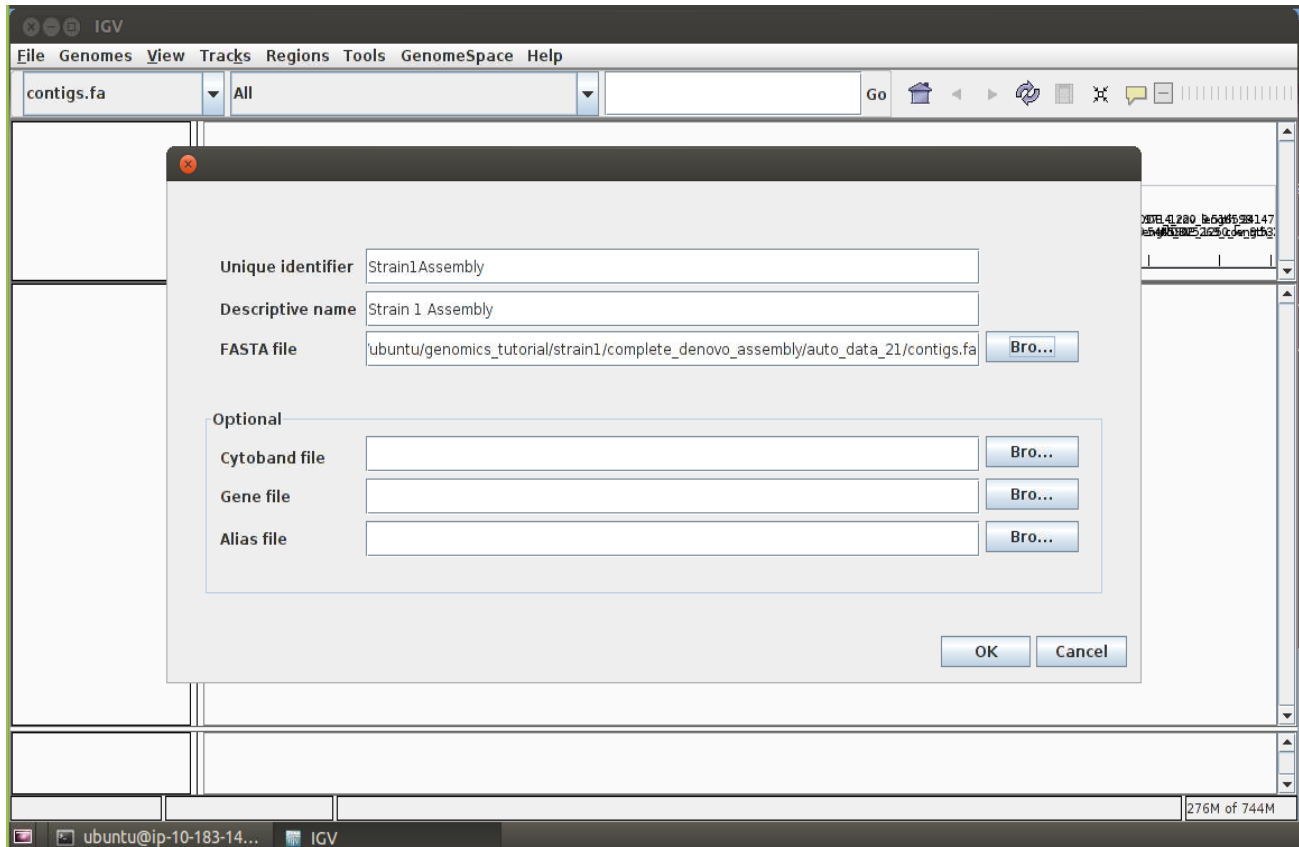 IGV
File Genomes View Tracks Regions Tools GenomeSpace Help
contigs.fa All Go
Unique identifier Strain1Assembly
Descriptive name Strain 1 Assembly
FASTA file ubuntu/genomics_tutorial/strain1/complete_denovo_assembly/auto_data_21/contigs.fa Bro...
Optional
Cytoband file Bro...
Gene file Bro...
Alias file Bro...
OK Cancel
276M of 744M
ubuntu@ip-10-183-14... IGV